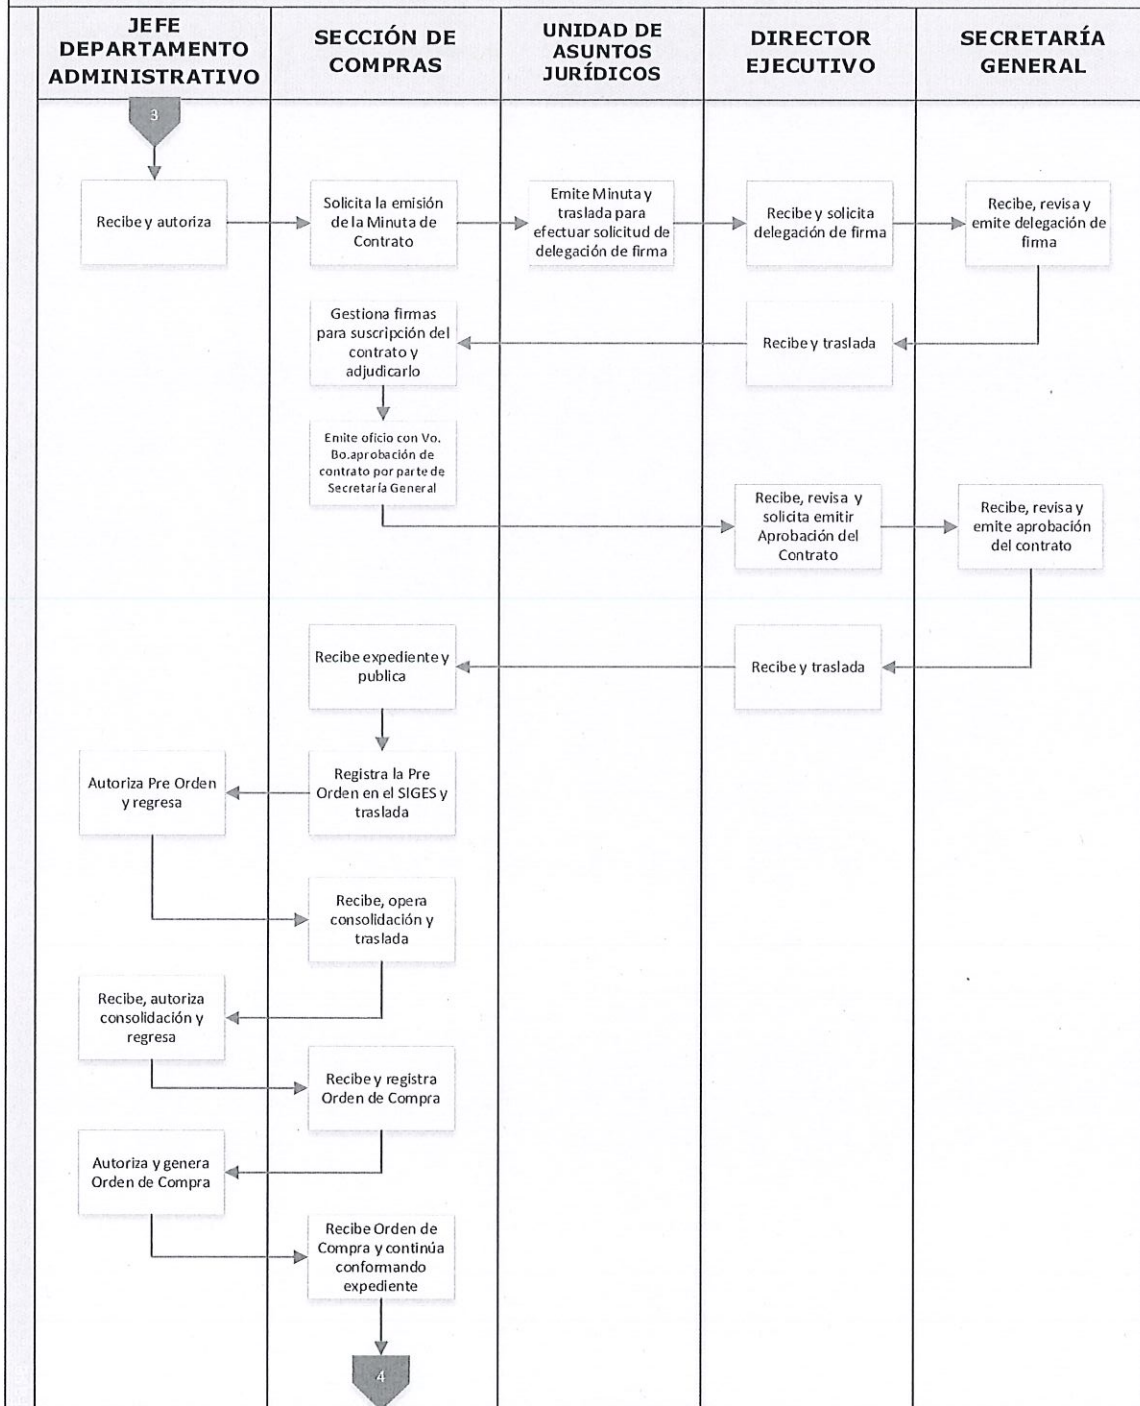 JEFE
DEPARTAMENTO
ADMINISTRATIVO
SECCIÓN DE
COMPRAS
UNIDAD DE
ASUNTOS
JURÍDICOS
DIRECTOR
EJECUTIVO
SECRETARÍA
GENERAL
3
Recibe y autoriza
Solicita la emisión
de la Minuta de
Contrato
Emite Minuta y
traslada para
efectuar solicitud de
delegación de firma
Recibe y solicita
delegación de firma
Recibe, revisa y
emite delegación de
firma
Gestiona firmas
para suscripción del
contrato y
adjudicarlo
Recibe y traslada
Emite oficio con Vo.
Bo.aprobación de
contrato por parte de
Secretaría General
Recibe, revisa y
solicita emitir
Aprobación del
Contrato
Recibe, revisa y
emite aprobación
del contrato
Recibe expediente y
publica
Recibe y traslada
Autoriza Pre Orden
y regresa
Registra la Pre
Orden en el SIGES y
traslada
Recibe, opera
consolidación y
traslada
Recibe, autoriza
consolidación y
regresa
Recibe y registra
Orden de Compra
Autoriza y genera
Orden de Compra
Recibe Orden de
Compra y continúa
conformando
expediente
4